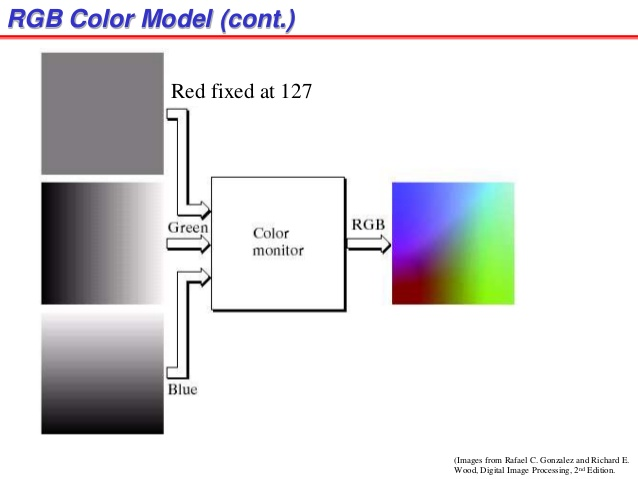 RGB Color Model (cont.)
Red fixed at 127
Green
Color
monitor
RGB
Blue
(Images from Rafael C. Gonzalez and Richard E.
Wood, Digital Image Processing, 2nd Edition.